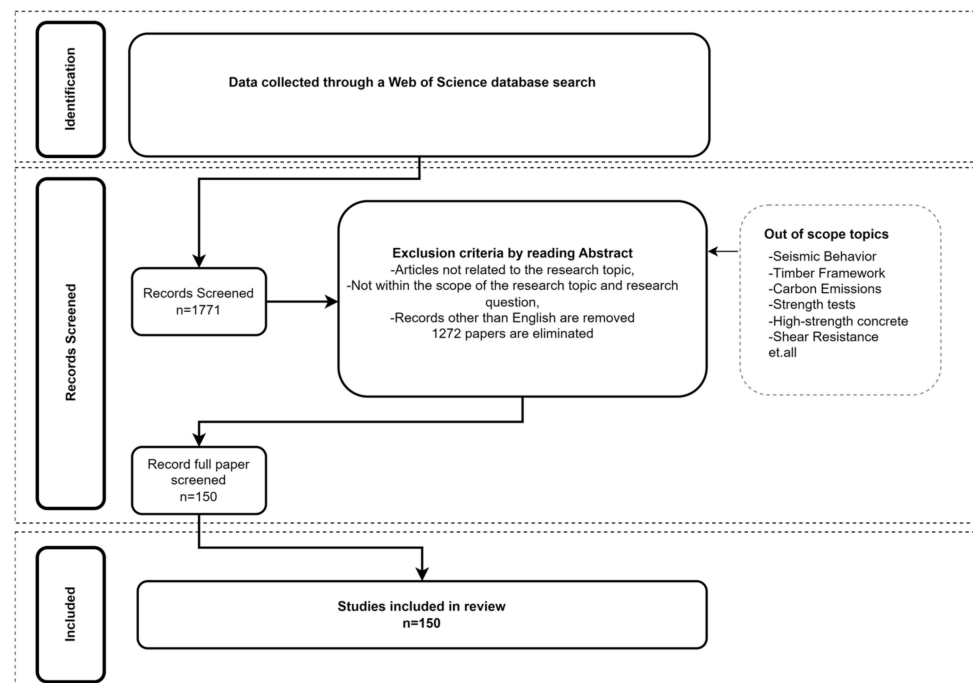 Identification
Data collected through a Web of Science database search
Records Screened
Records Screened
n=1771
Exclusion criteria by reading Abstract
-Articles not related to the research topic,
-Not within the scope of the research topic and research
question,
-Records other than English are removed
1272 papers are eliminated
Out of scope topics
-Seismic Behavior
-Timber Framework
-Carbon Emissions
-Strength tests
-High-strength concrete
-Shear Resistance
et.all
Record full paper
screened
n=150
Included
Studies included in review
n=150